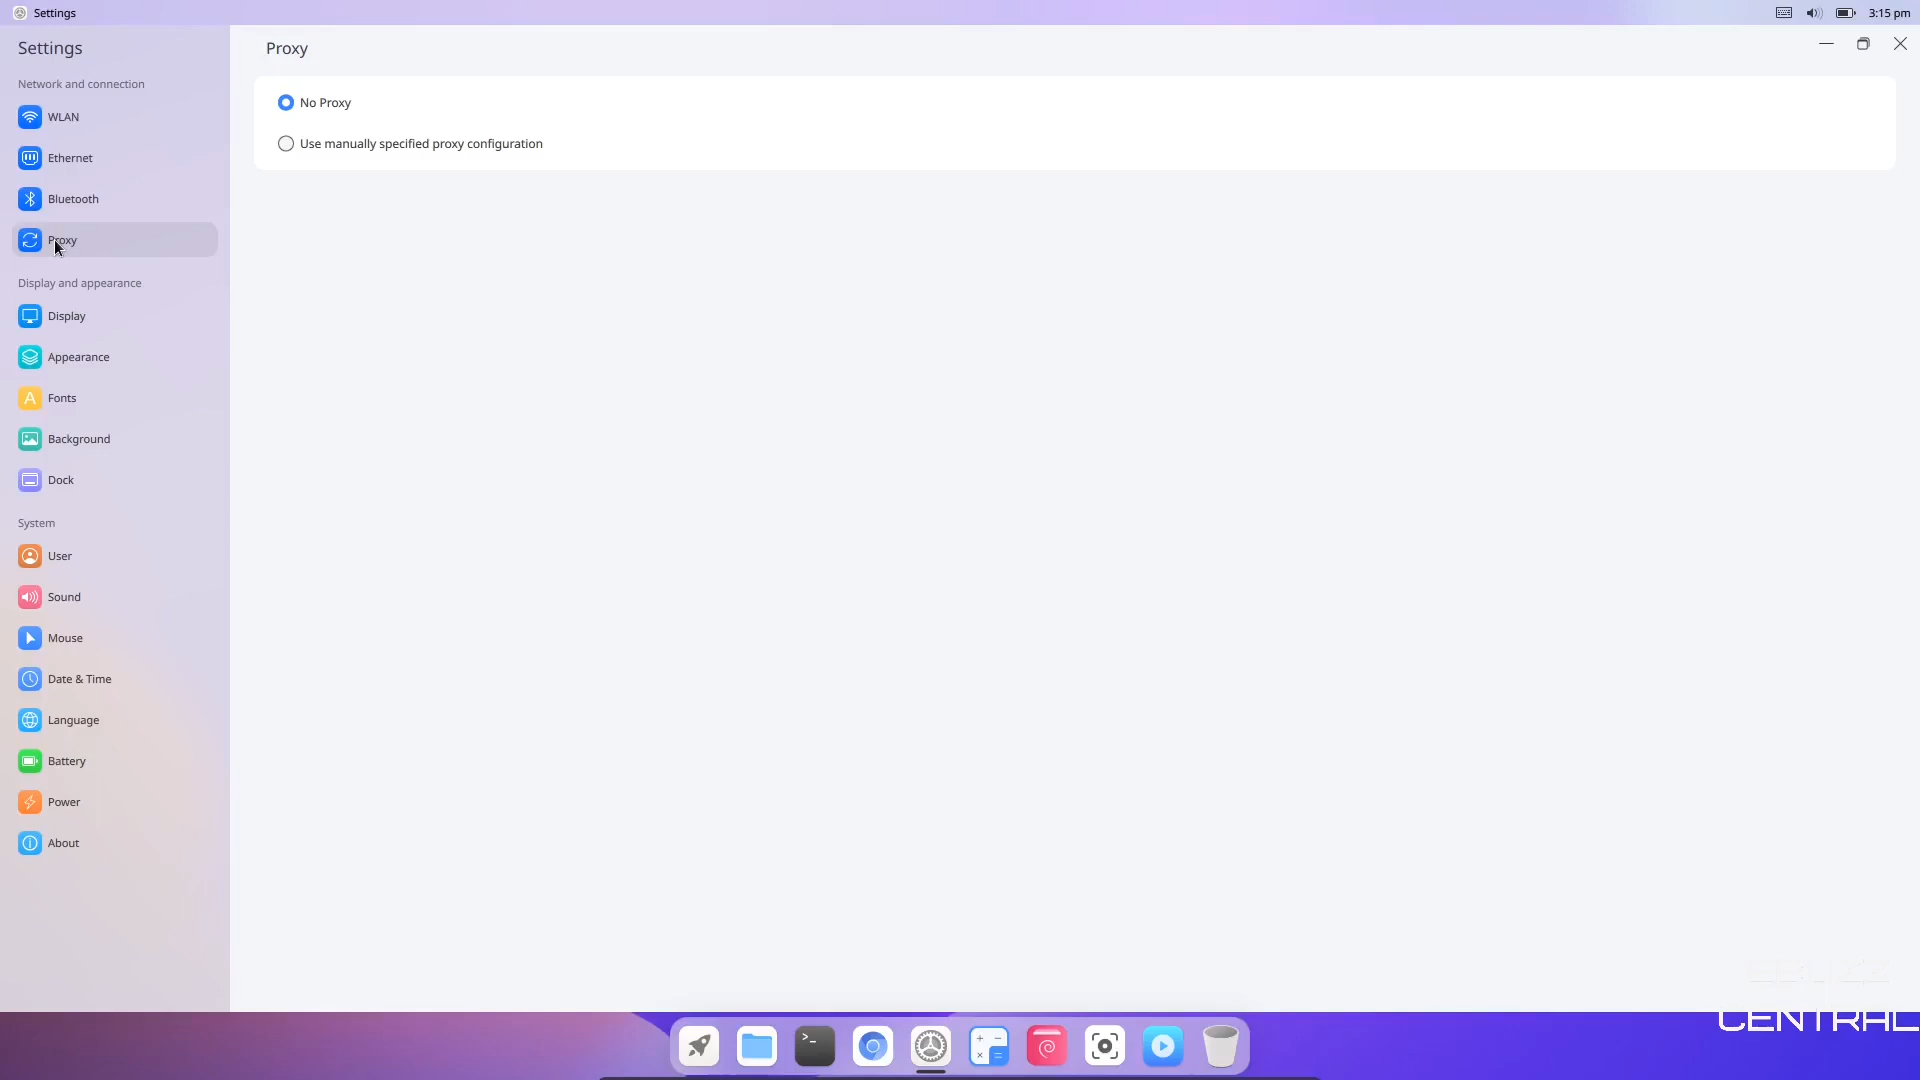 Settings
3:15 pm
Settings
Network and connection
WLAN
Ethernet
Bluetooth
Proxy
Display and appearance
Display
Appearance
Fonts
Background
Dock
System
User
Sound
Mouse
Date & Time
Language
Battery
Power
About
Proxy
No Proxy
Use manually specified proxy configuration
CENTRAL